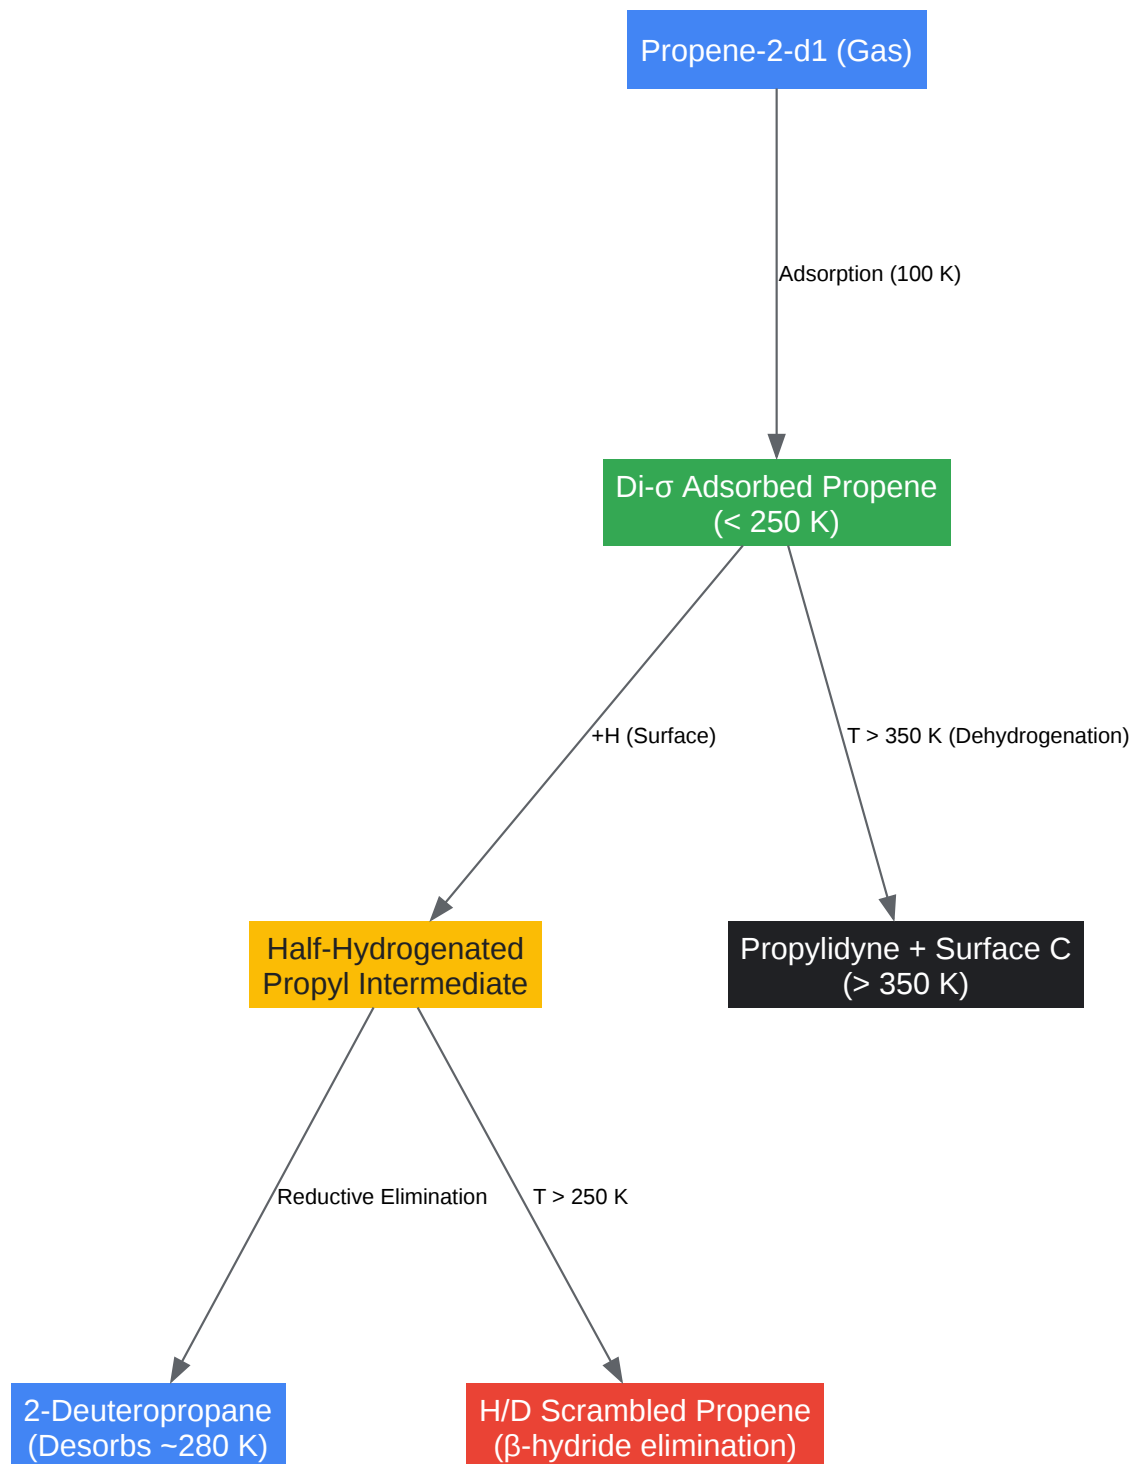 Propene-2-d1 (Gas)
Adsorption (100 K)
Di-σ Adsorbed Propene
(< 250 K)
+H (Surface)
T > 350 K (Dehydrogenation)
Half-Hydrogenated
Propyl Intermediate
Propylidyne + Surface C
(> 350 K)
Reductive Elimination
T > 250 K
2-Deuteropropane
(Desorbs ~280 K)
H/D Scrambled Propene
(β-hydride elimination)